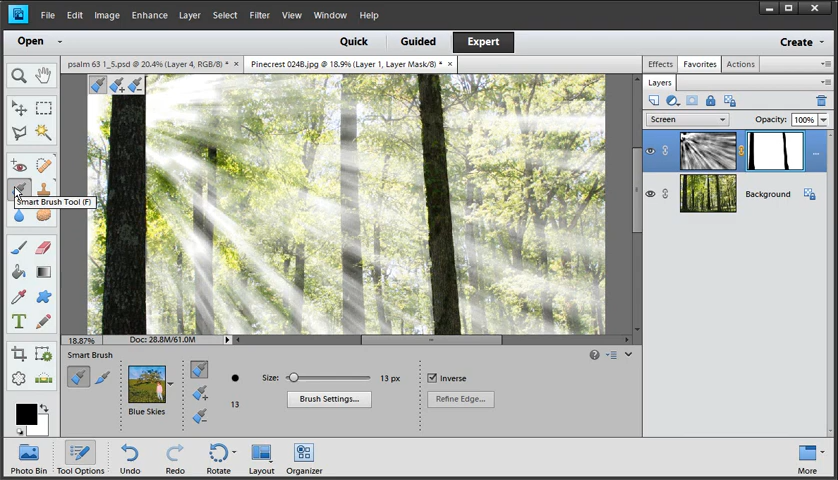 File Edit Image Enhance Layer Select Filter View Window Help
Open Quick Guided Expert Create
psalm 63 1_5.psd @ 20.4% (Layer 4, RGB/8) * × Pinecrest 024B.jpg @ 18.9% (Layer 1, Layer Mask/8) * × Effects Favorites Actions
Layers
Screen Opacity: 100%
...
Smart Brush Tool (F)
Background
18.87% Doc: 28.8M/61.0M
Smart Brush
Size: 13 px Inverse
13 Brush Settings... Refine Edge...
Blue Skies
Photo Bin Tool Options Undo Redo Rotate Layout Organizer More